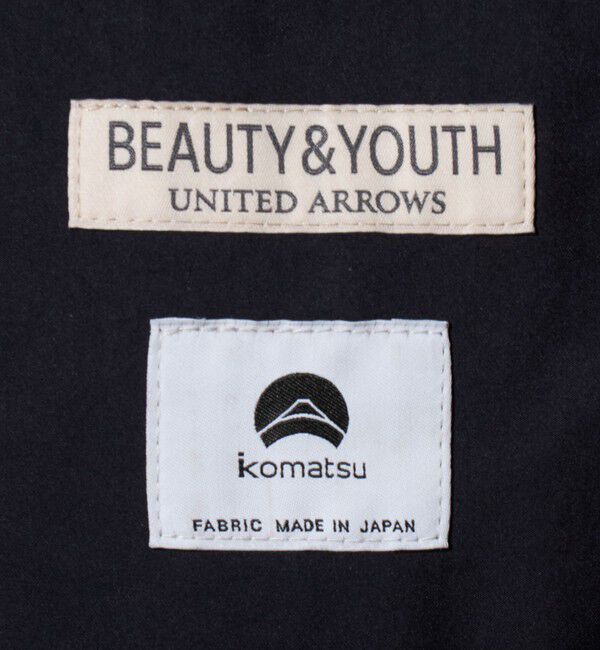 BEAUTY&YOUTH
UNITED ARROWS
komatsu
FABRIC MADE IN JAPAN